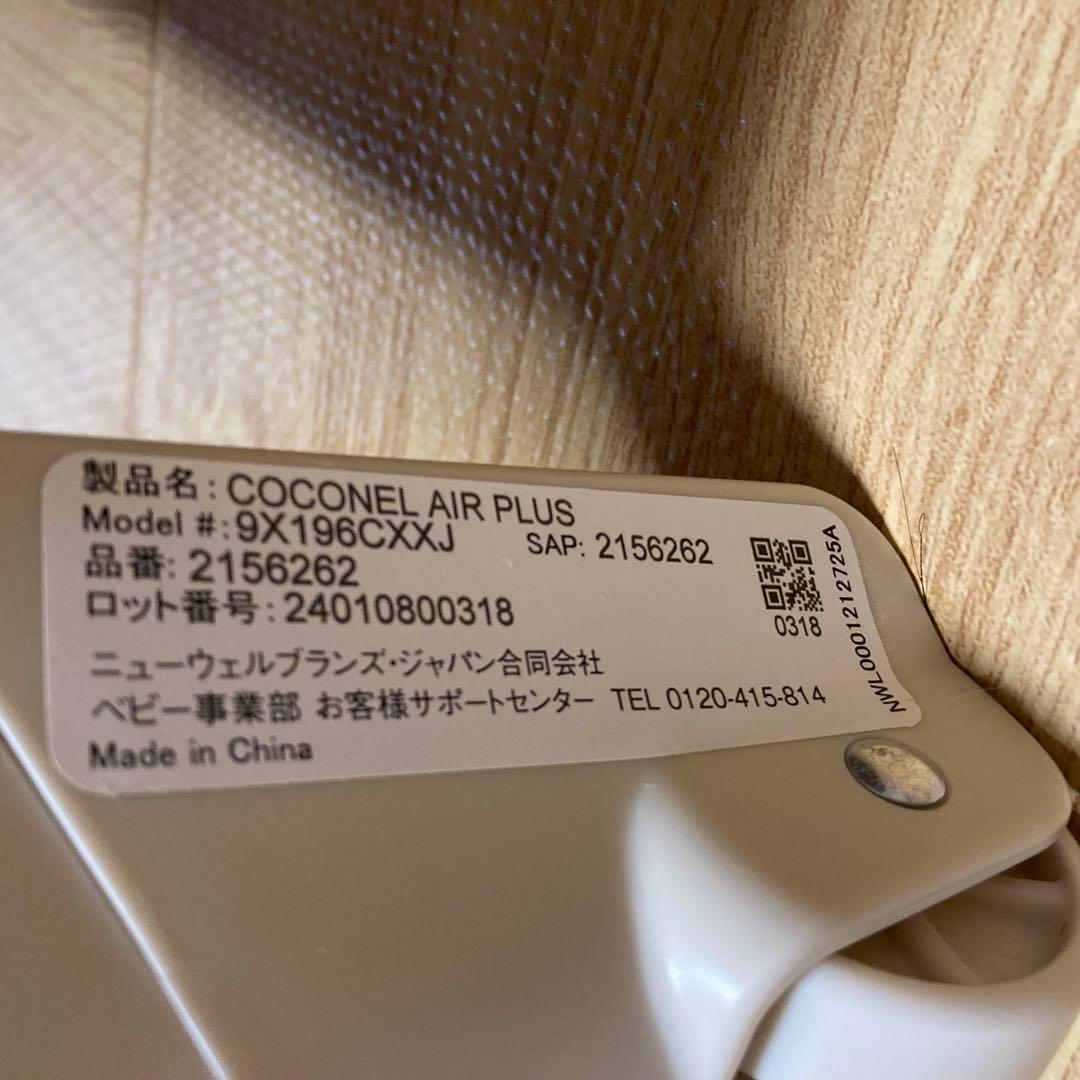 製品名：COCONEL AIR PLUS
Model #：9X196CXXJ SAP: 2156262
品番：2156262
ロット番号：24010800318
ニューウェルブランズ・ジャパン合同会社
ベビー事業部 お客様サポートセンター TEL 0120-415-814
Made in China
0318
NWL0001212725A